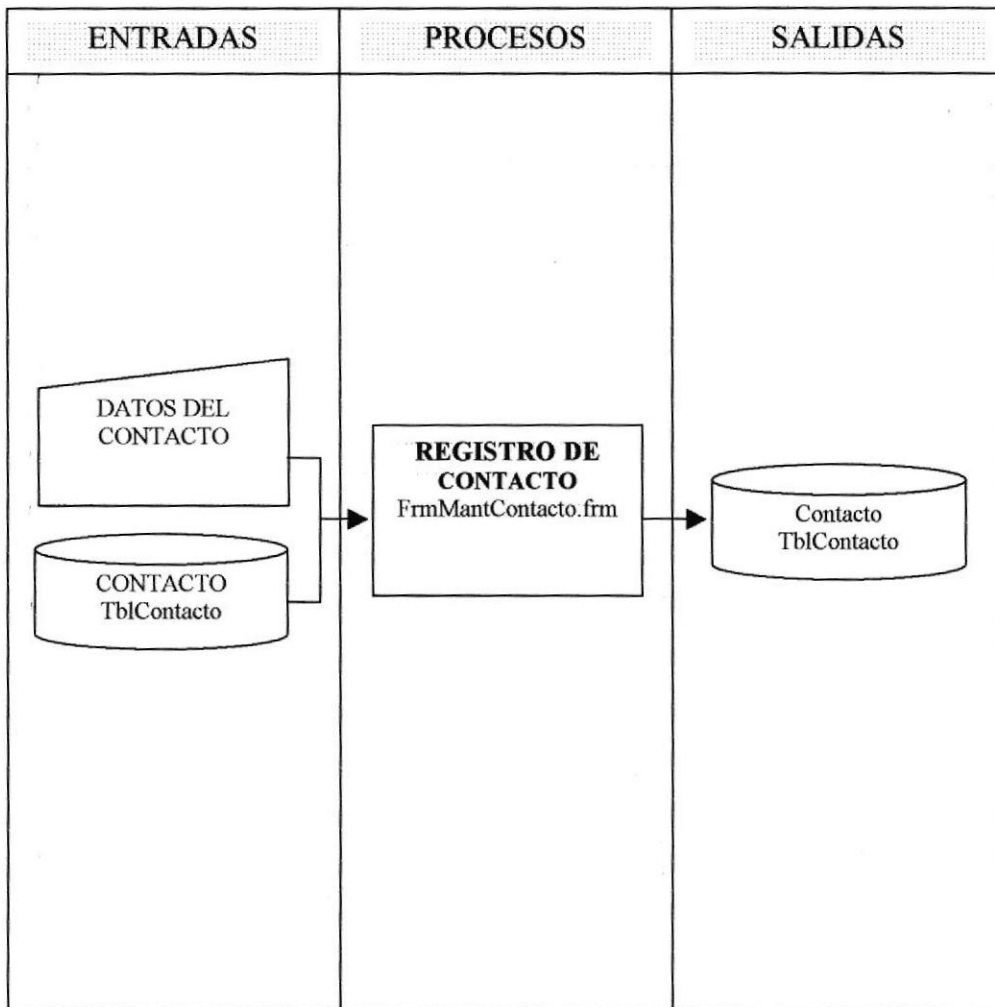 ENTRADAS
PROCESOS
SALIDAS
DATOS DEL
CONTACTO
CONTACTO
TblContacto
REGISTRO DE
CONTACTO
FrmMantContacto.frm
Contacto
TblContacto